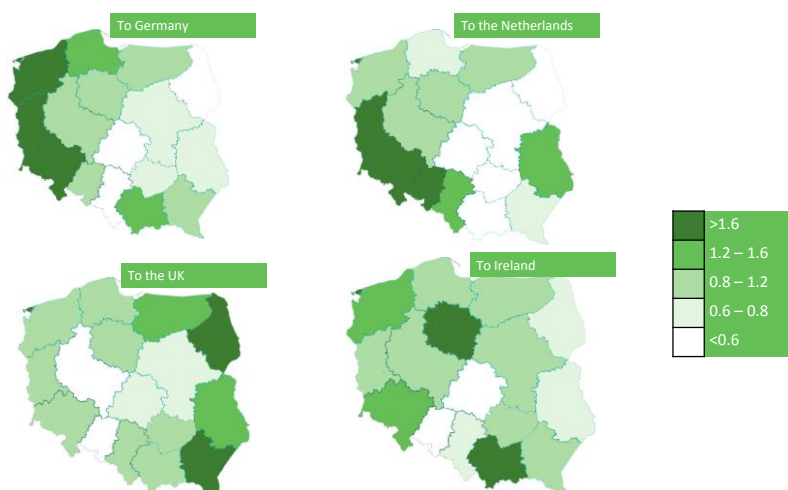 To Germany
To the Netherlands
To the UK
To Ireland
>1.6
1.2 – 1.6
0.8 – 1.2
0.6 – 0.8
<0.6